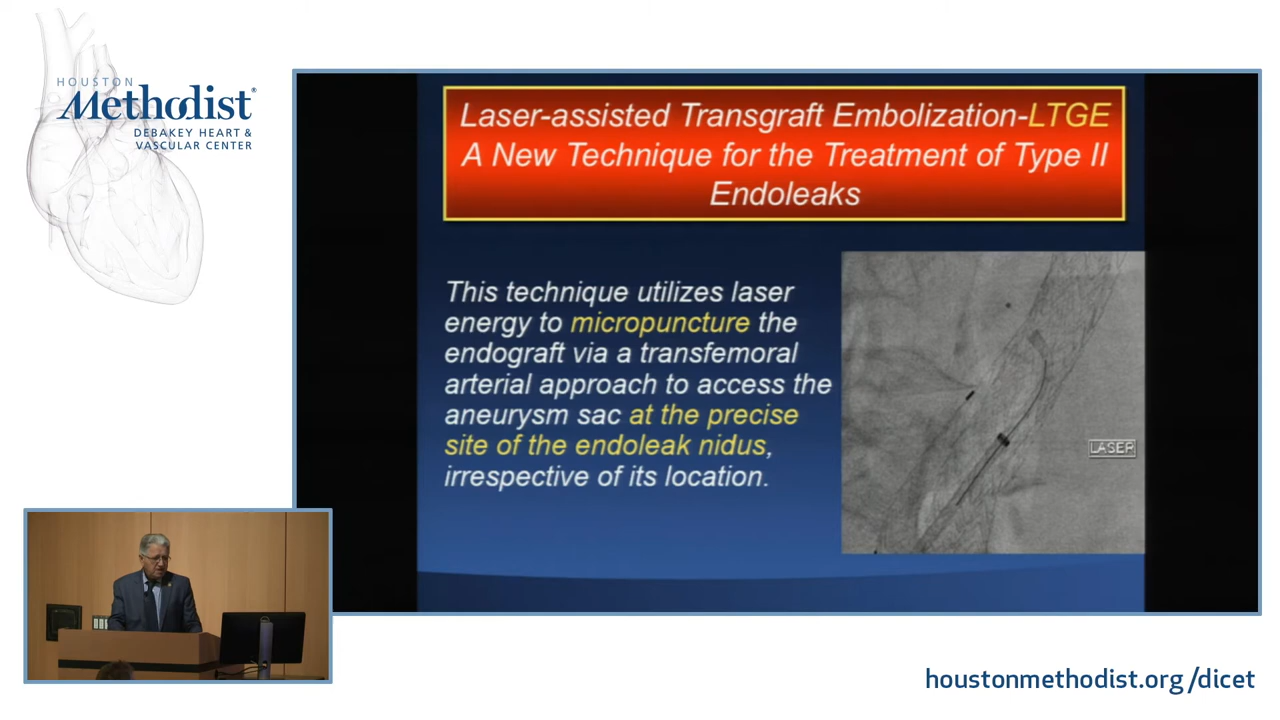 HOUSTON
Methodist®
DEBAKEY HEART &
VASCULAR CENTER
Laser-assisted Transgraft Embolization-LTGE
A New Technique for the Treatment of Type II
Endoleaks
This technique utilizes laser
energy to micropuncture the
endograft via a transfemoral
arterial approach to access the
aneurysm sac at the precise
site of the endoleak nidus,
irrespective of its location.
LASER
houstonmethodist.org/dicet